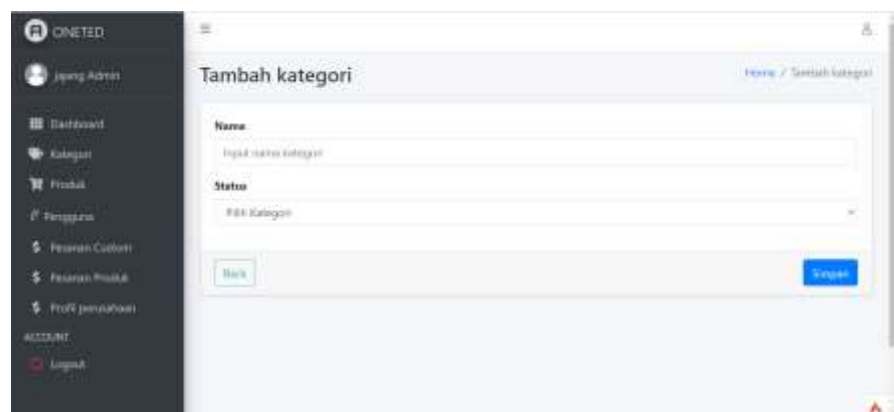 ONETED
Jajang Admin
Dashboard
Kategori
Produk
Pengguna
Pesanan Custom
Pesanan Produk
Profil perusahaan
ACCOUNT
Logout
Tambah kategori
Home / Tambah kategori
Name
Input nama kategori
Status
Pilih Kategori
Back
Simpan